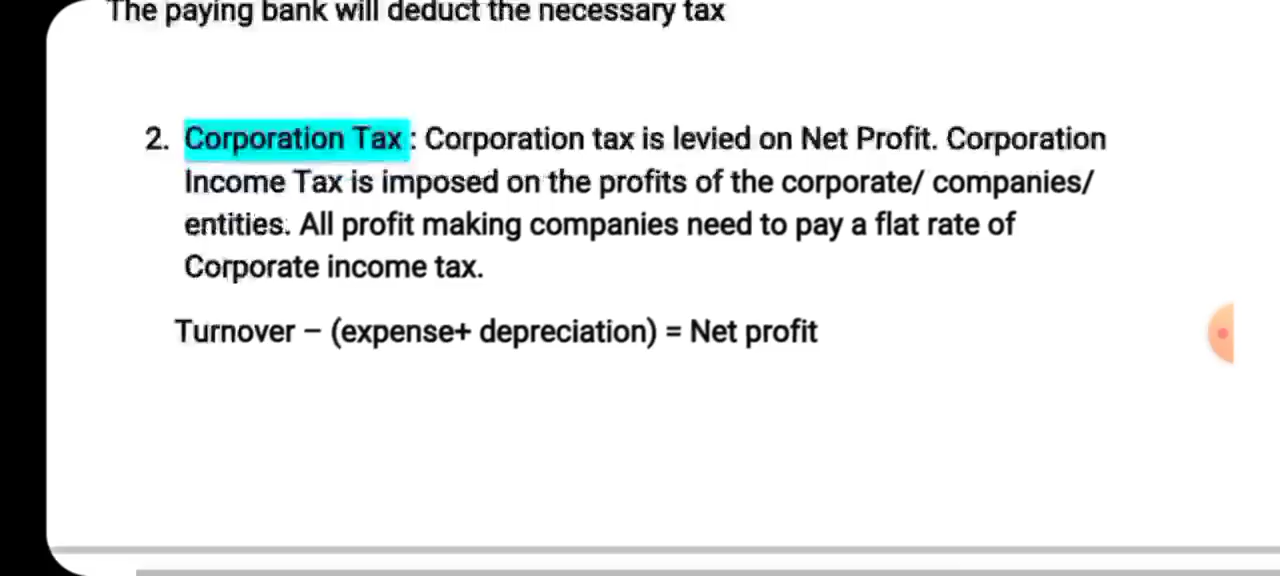 The paying bank will deduct the necessary tax
2. Corporation Tax : Corporation tax is levied on Net Profit. Corporation
Income Tax is imposed on the profits of the corporate/ companies/
entities. All profit making companies need to pay a flat rate of
Corporate income tax.
Turnover – (expense+ depreciation) = Net profit